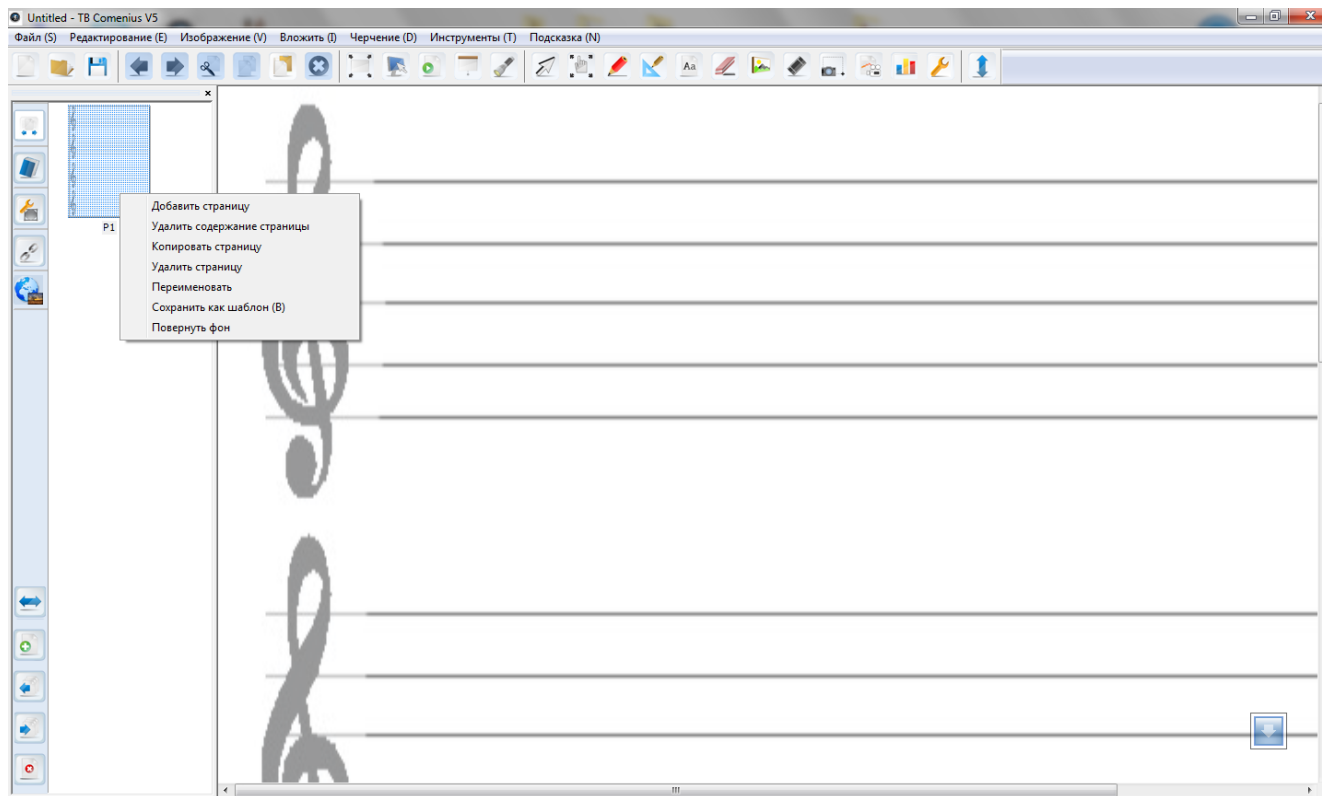 Untitled - TB Comenius V5
Файл (S) Редактирование (E) Изображение (V) Вложить (I) Черчение (D) Инструменты (T) Подсказка (N)
Aa
P1
Добавить страницу
Удалить содержание страницы
Копировать страницу
Удалить страницу
Переименовать
Сохранить как шаблон (B)
Повернуть фон